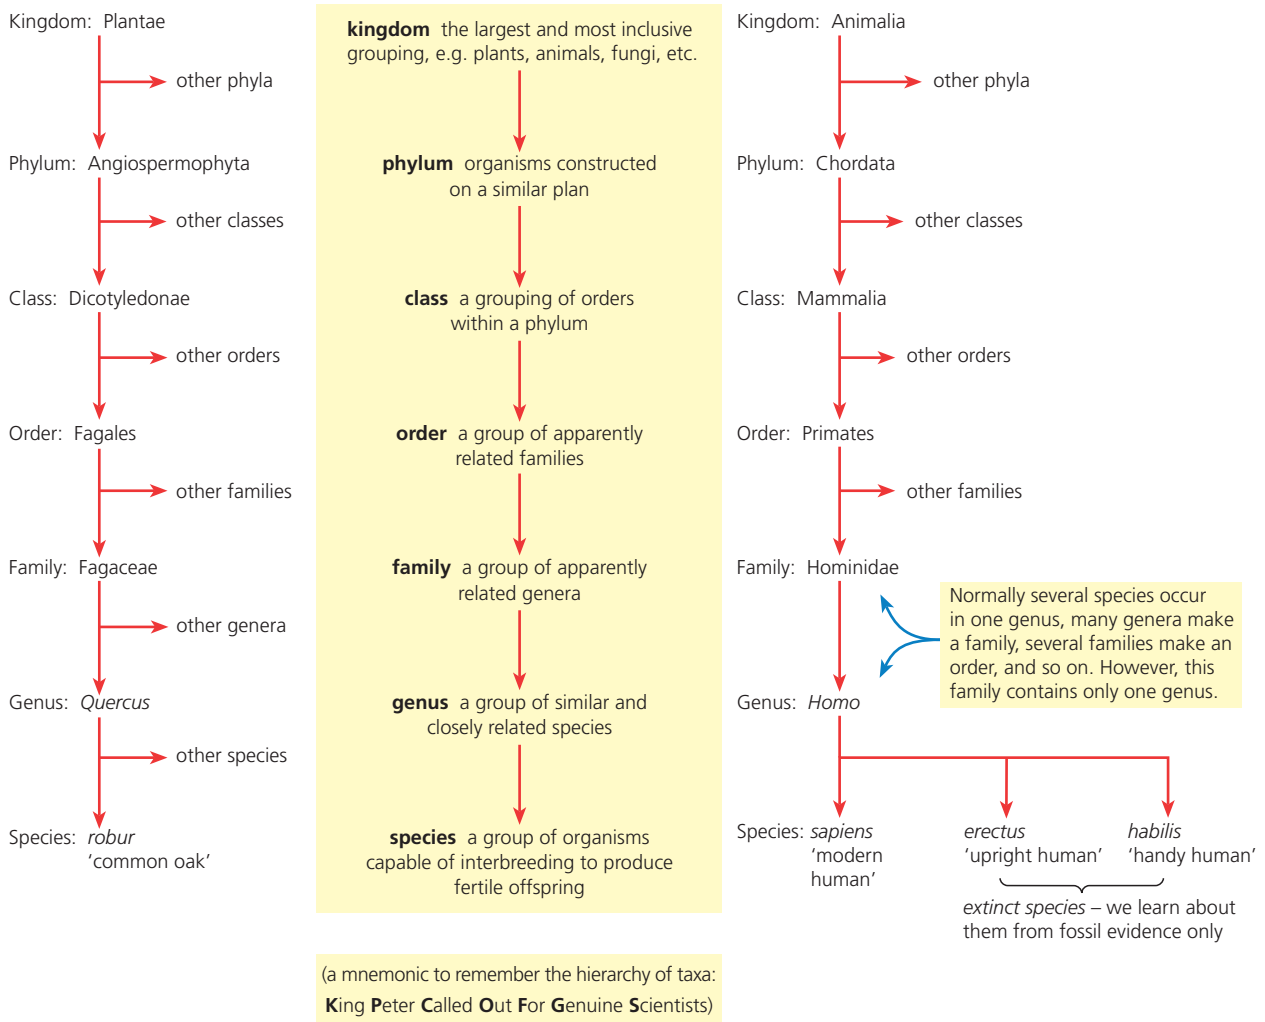 Kingdom: Plantae
other phyla
Phylum: Angiospermophyta
other classes
Class: Dicotyledonae
other orders
Order: Fagales
other families
Family: Fagaceae
other genera
Genus: Quercus
other species
Species: robur
‘common oak’
kingdom the largest and most inclusive
grouping, e.g. plants, animals, fungi, etc.
phylum organisms constructed
on a similar plan
class a grouping of orders
within a phylum
order a group of apparently
related families
family a group of apparently
related genera
genus a group of similar and
closely related species
species a group of organisms
capable of interbreeding to produce
fertile offspring
(a mnemonic to remember the hierarchy of taxa:
King Peter Called Out For Genuine Scientists)
Kingdom: Animalia
other phyla
Phylum: Chordata
other classes
Class: Mammalia
other orders
Order: Primates
other families
Family: Hominidae
Normally several species occur
in one genus, many genera make
a family, several families make an
order, and so on. However, this
family contains only one genus.
Genus: Homo
Species: sapiens
‘modern
human’
erectus
‘upright human’
habilis
‘handy human’
extinct species – we learn about
them from fossil evidence only